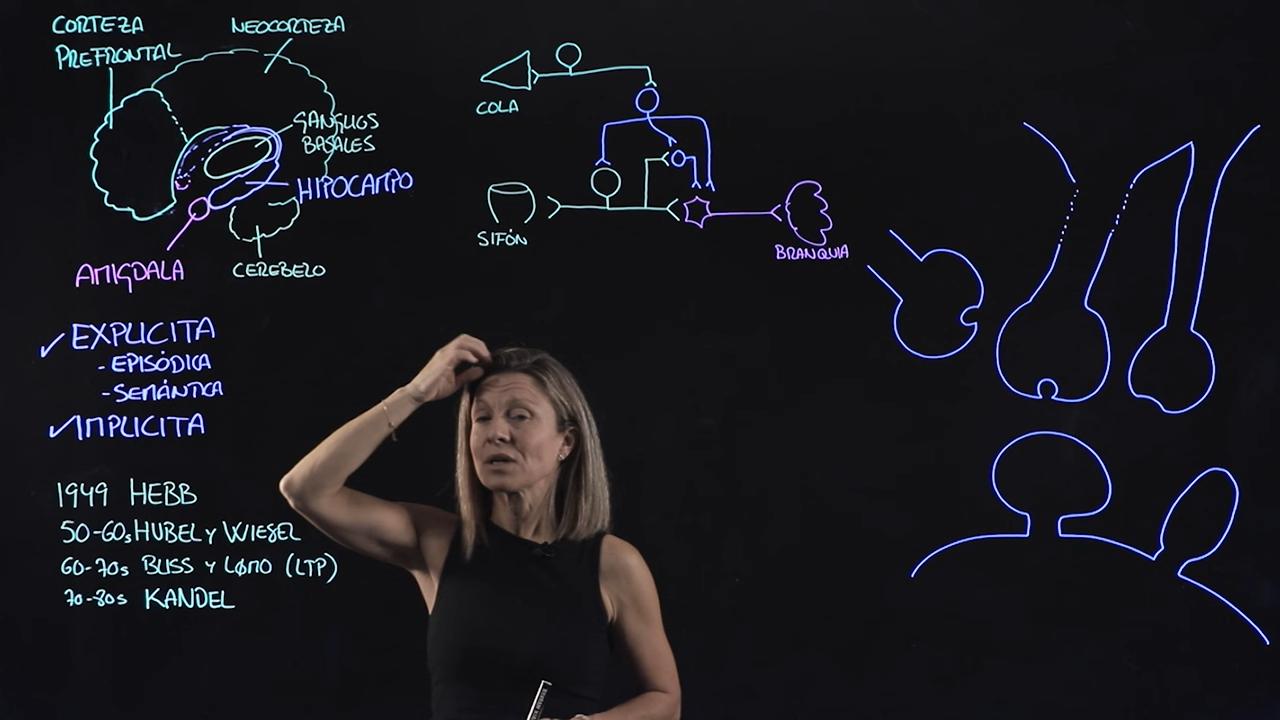 CORTEZA
PREFRONTAL
NEOCORTEZA
GANGLIOS
BASALES
HIPOCAMPO
AMIGDALA
CEREBELO
✓ EXPLICITA
- EPISÓDICA
- SEMÁNTICA
✓ IMPLICITA
1949 HEBB
50-60s HUBEL Y WIESEL
60-70s BLISS Y LØMO (LTP)
70-80s KANDEL
COLA
SIFÓN
BRANQUIA